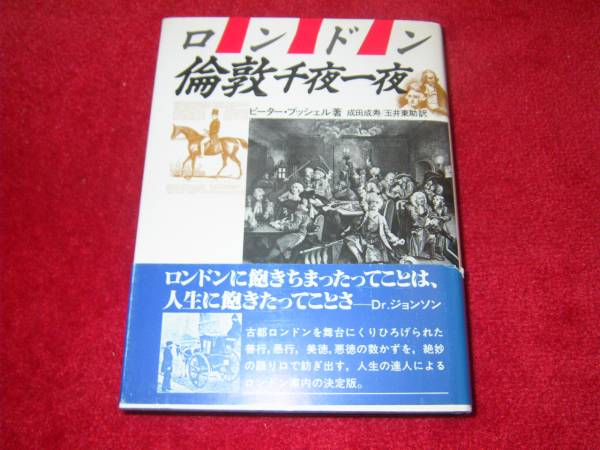 ロンドン
倫敦千夜一夜
ピーター・ブッシェル著 成田成寿/玉井東助訳
ロンドンに飽きちまったってことは、
人生に飽きたってことさ—Dr.ジョンソン
古都ロンドンを舞台にくりひろげられた
善行，悪行，美徳，悪徳の数かずを，絶妙
の語り口で紡ぎ出す，人生の達人による
ロンドン案内の決定版。